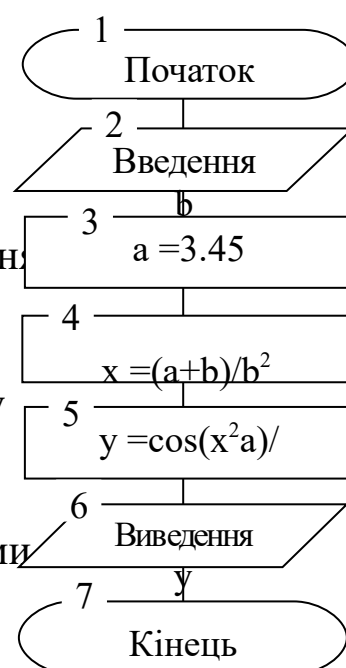 1
Початок
2
Введення
b
3
a =3.45
4
x =(a+b)/b²
5
y =cos(x²a)/
6
Виведення
y
7
Кінець